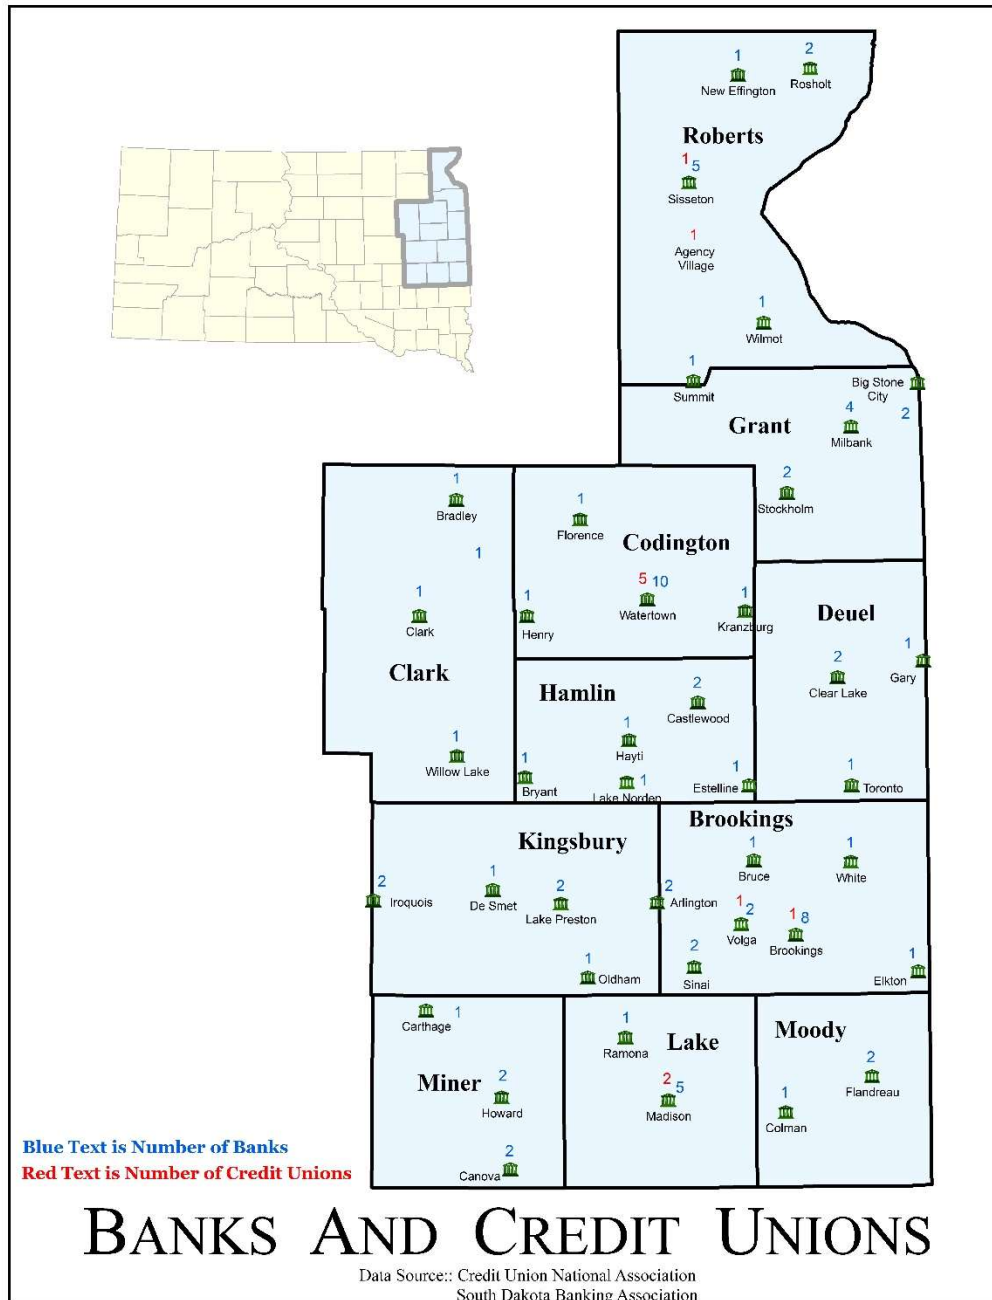 1
2
New Effington
Rosholt
Roberts
1
5
Sisseton
1
Agency
Village
1
Wilmot
1
Summit
Big Stone
City
2
Grant
4
Milbank
2
Stockholm
1
Bradley
1
1
Clark
Clark
1
Willow Lake
1
Florence
Codington
5 10
Watertown
1
Henry
1
Kranzburg
Deuel
1
Gary
2
Clear Lake
1
Toronto
Hamlin
2
Castlewood
1
Hayti
1
Bryant
1
Lake Norden
1
Estelline
Kingsbury
2
Iroquois
1
De Smet
2
Lake Preston
1
Oldham
Brookings
1
Bruce
1
White
2
Arlington
1
2
Volga
1
8
Brookings
2
Sinai
1
Elkton
Carthage
1
Miner
2
Howard
2
Canova
1
Ramona
Lake
2
5
Madison
Moody
2
Flandreau
1
Colman
Blue Text is Number of Banks
Red Text is Number of Credit Unions
BANKS AND CREDIT UNIONS
Data Source:: Credit Union National Association
South Dakota Banking Association